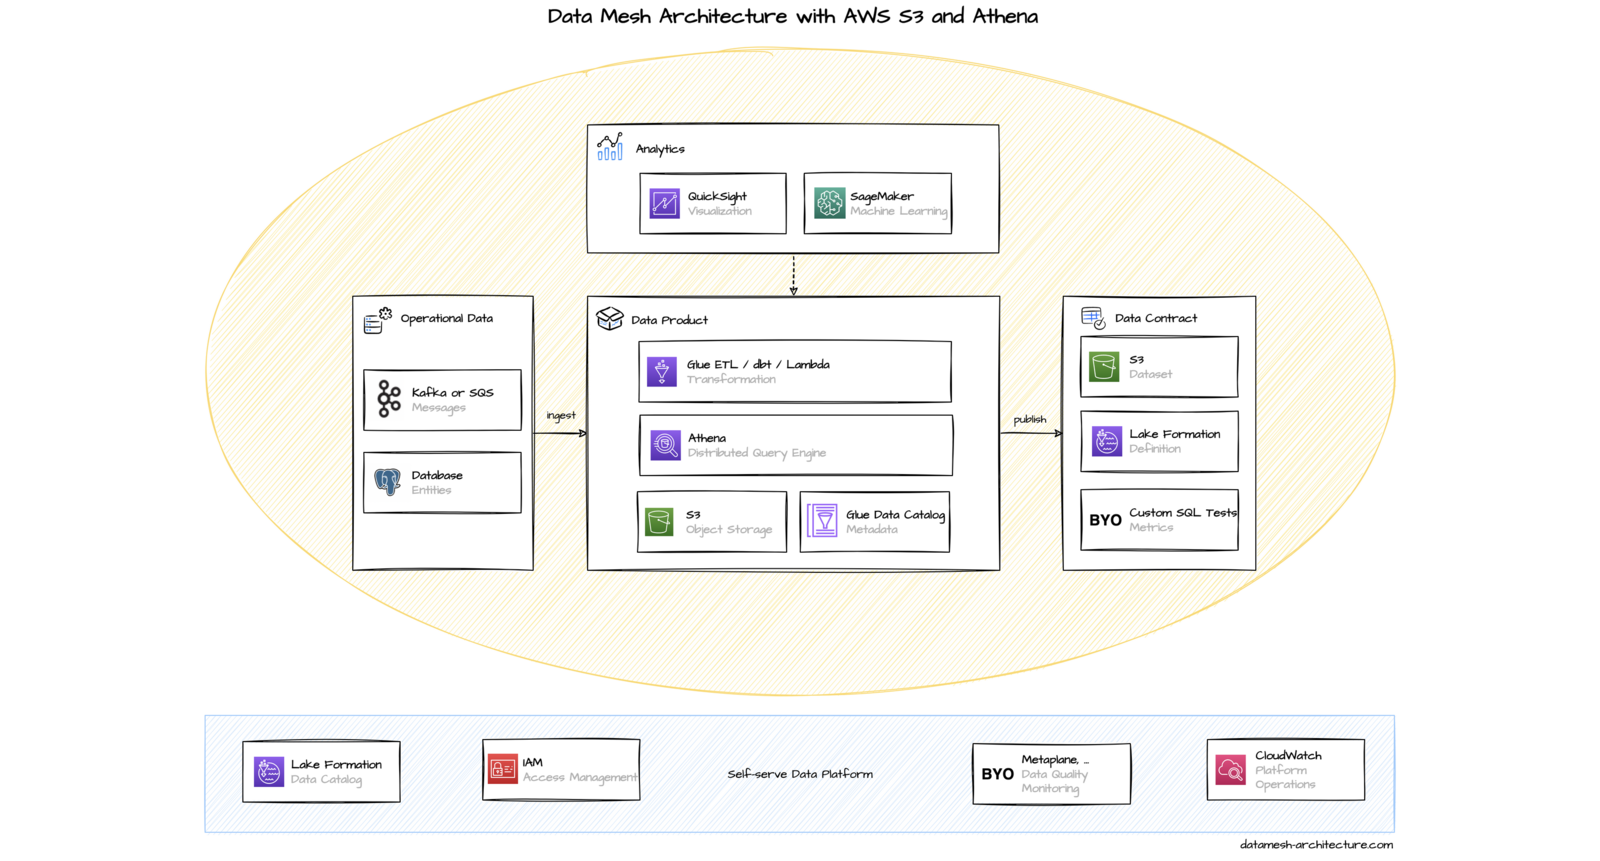 Data Mesh Architecture with AWS S3 and Athena
Analytics
QuickSight
Visualization
SageMaker
Machine Learning
Operational Data
Kafka or SQS
Messages
Database
Entities
ingest
Data Product
Glue ETL / dbt / Lambda
Transformation
Athena
Distributed Query Engine
S3
Object Storage
Glue Data Catalog
Metadata
publish
Data Contract
S3
Dataset
Lake Formation
Definition
BYO
Custom SQL Tests
Metrics
Lake Formation
Data Catalog
IAM
Access Management
Self-serve Data Platform
BYO
Metaplane, ...
Data Quality
Monitoring
CloudWatch
Platform
Operations
datamesh-architecture.com